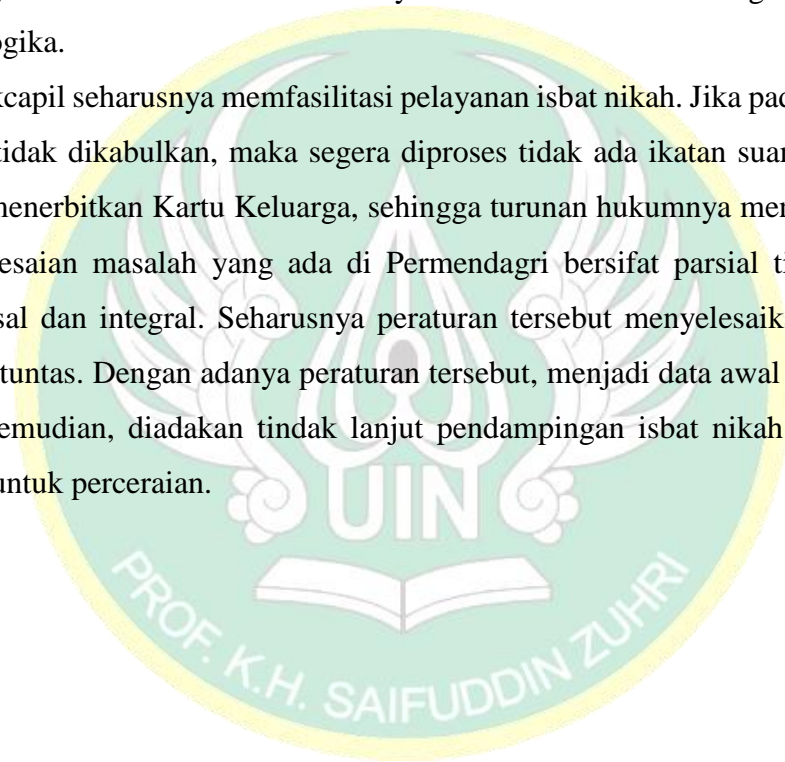 ogika.
kcapil seharusnya memfasilitasi pelayanan isbat nikah. Jika pad
tidak dikabulkan, maka segera diproses tidak ada ikatan suar
menerbitkan Kartu Keluarga, sehingga turunan hukumnya mer
esaian masalah yang ada di Permendagri bersifat parsial ti
sal dan integral. Seharusnya peraturan tersebut menyelesaik
tuntas. Dengan adanya peraturan tersebut, menjadi data awal
emudian, diadakan tindak lanjut pendampingan isbat nikah
untuk perceraian.
UIN
PROF. K.H. SAIFUDDIN ZUHRI